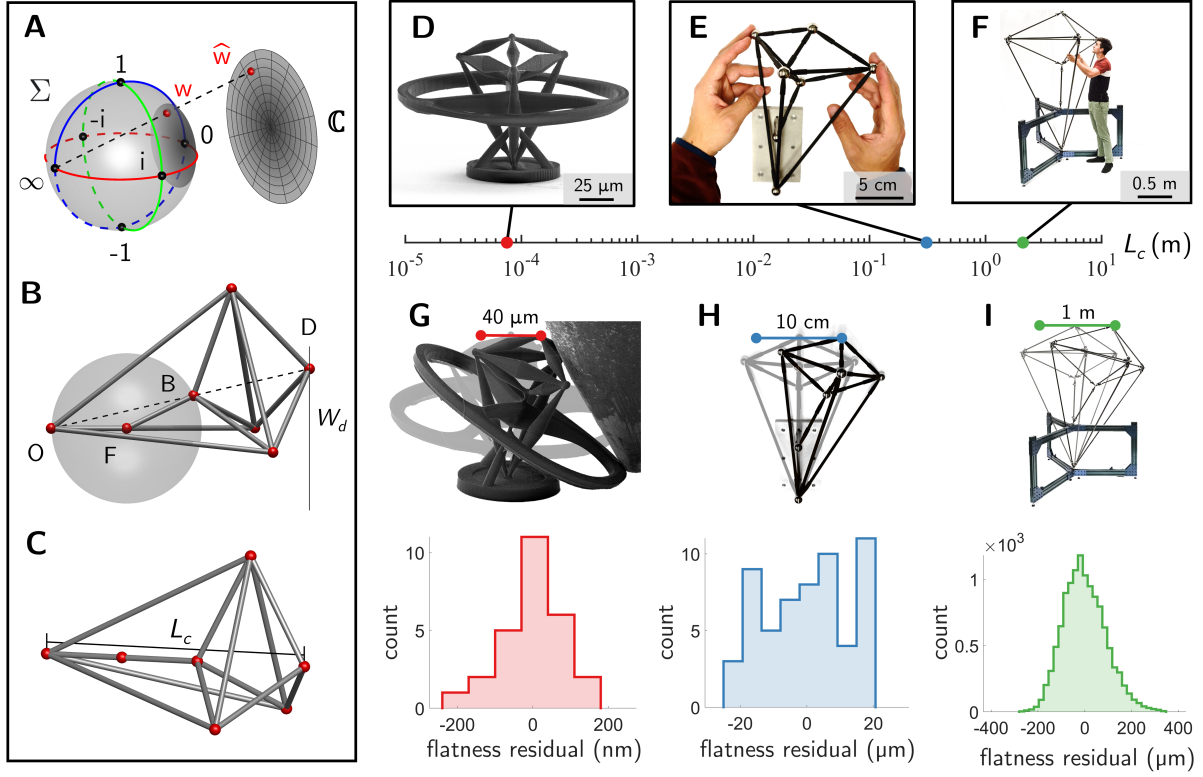 A
Σ
1
w
ŵ
ℂ
-i
0
i
∞
-1
B
D
B
W_d
O
F
C
L_c
D
25 µm
E
5 cm
F
0.5 m
10^-5
10^-4
10^-3
10^-2
10^-1
10^0
10^1
L_c (m)
G
40 µm
H
10 cm
I
1 m
10
5
0
count
-200
0
200
flatness residual (nm)
10
5
0
count
-20
0
20
flatness residual (µm)
×10^3
1
0.5
0
count
-400
-200
0
200
400
flatness residual (µm)